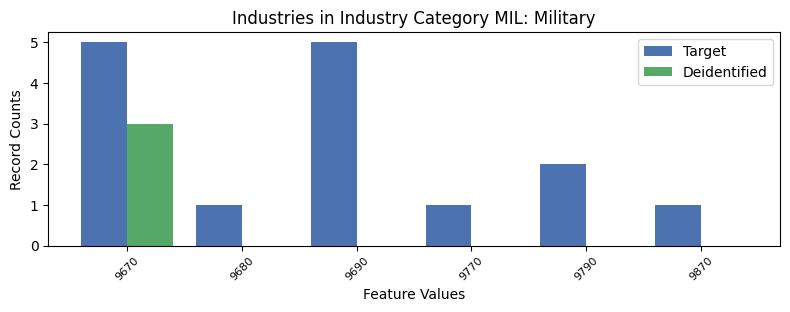 Industries in Industry Category MIL: Military
Target
Deidentified
Record Counts
5
4
3
2
1
0
9670 9680 9690 9770 9790 9870
Feature Values